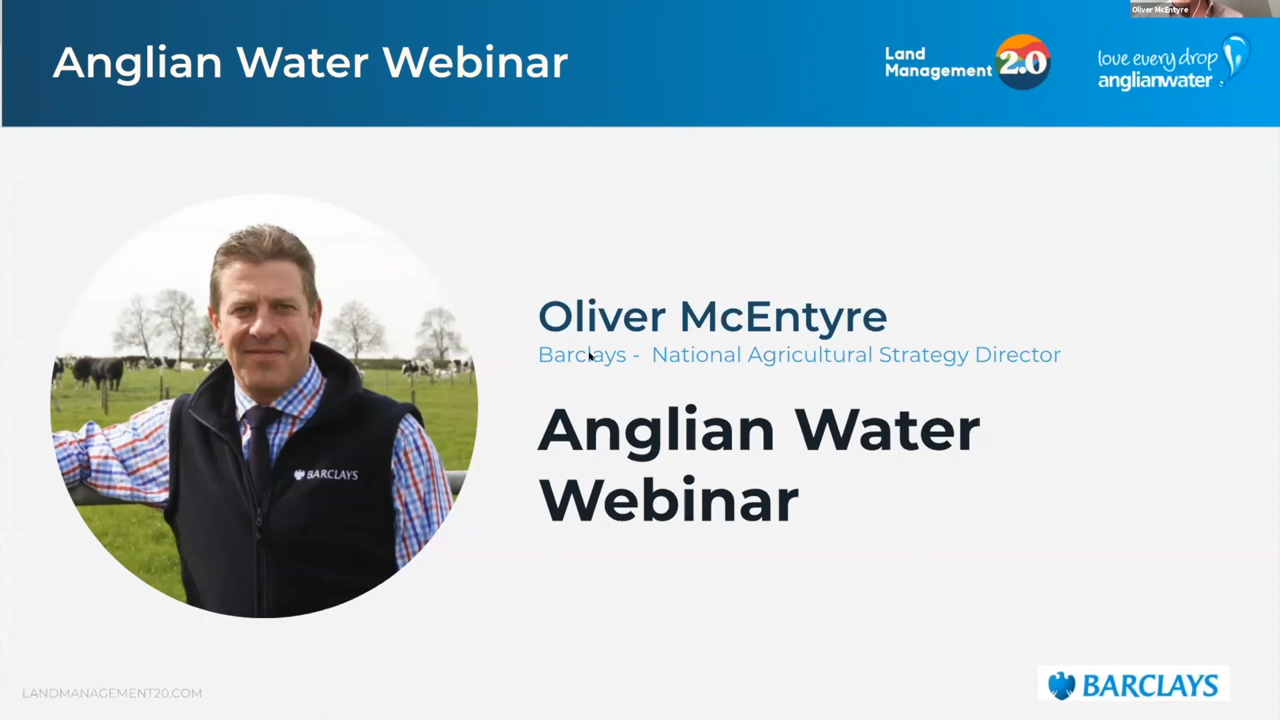 Oliver McEntyre
Anglian Water Webinar
Land
Management 2.0
love every drop
anglianwater
Oliver McEntyre
Barclays - National Agricultural Strategy Director
Anglian Water
Webinar
BARCLAYS
LANDMANAGEMENT20.COM
BARCLAYS